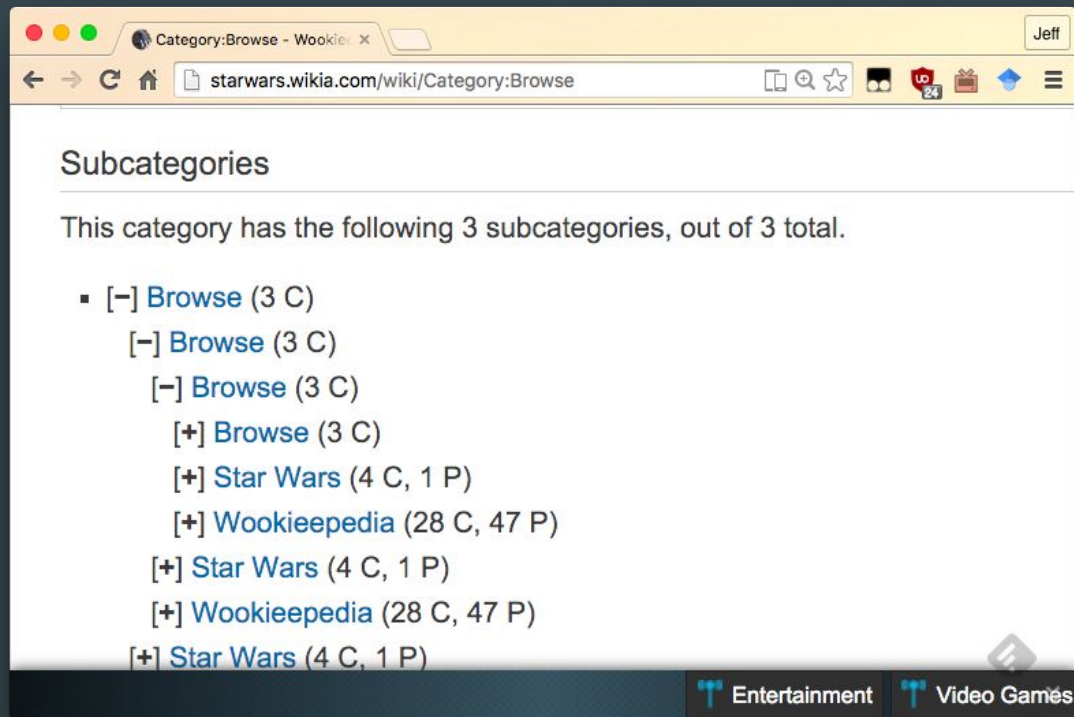 Category:Browse - Wookie
Jeff
starwars.wikia.com/wiki/Category:Browse
24
Subcategories
This category has the following 3 subcategories, out of 3 total.
▪ [−] Browse (3 C)
[−] Browse (3 C)
[−] Browse (3 C)
[+] Browse (3 C)
[+] Star Wars (4 C, 1 P)
[+] Wookieepedia (28 C, 47 P)
[+] Star Wars (4 C, 1 P)
[+] Wookieepedia (28 C, 47 P)
[+] Star Wars (4 C, 1 P)
Entertainment Video Games